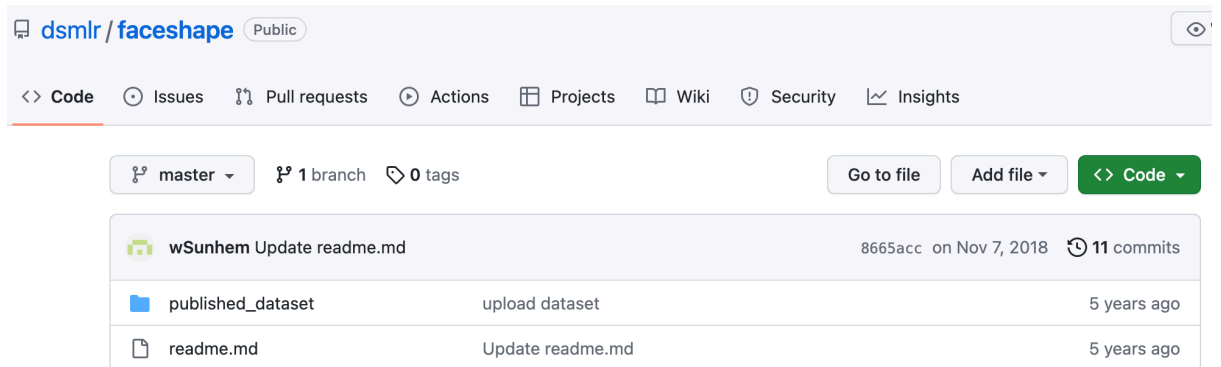 dsmlr / faceshape Public
Code Issues Pull requests Actions Projects Wiki Security Insights
master 1 branch 0 tags Go to file Add file Code
wSunhem Update readme.md 8665acc on Nov 7, 2018 11 commits
published_dataset upload dataset 5 years ago
readme.md Update readme.md 5 years ago